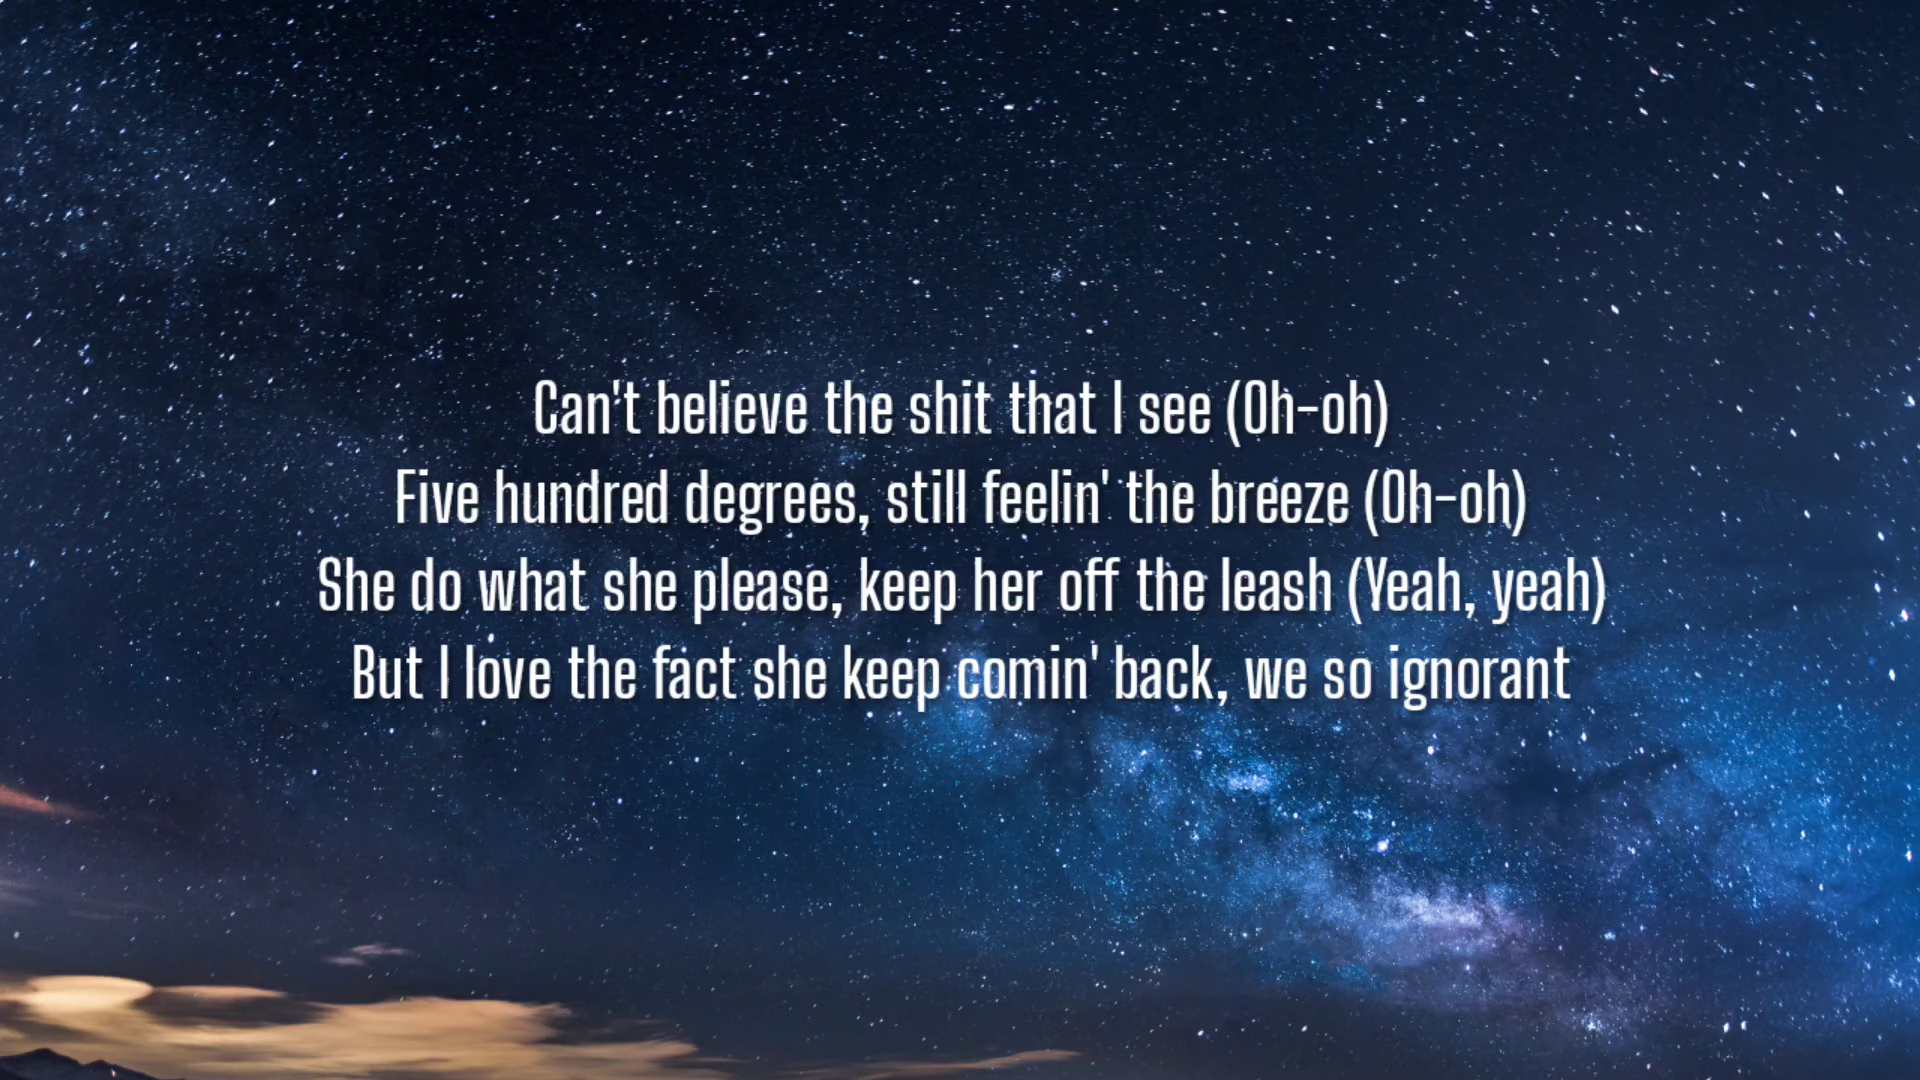 Can't believe the shit that I see (Oh-oh)
Five hundred degrees, still feelin' the breeze (Oh-oh)
She do what she please, keep her off the leash (Yeah, yeah)
But I love the fact she keep comin' back, we so ignorant